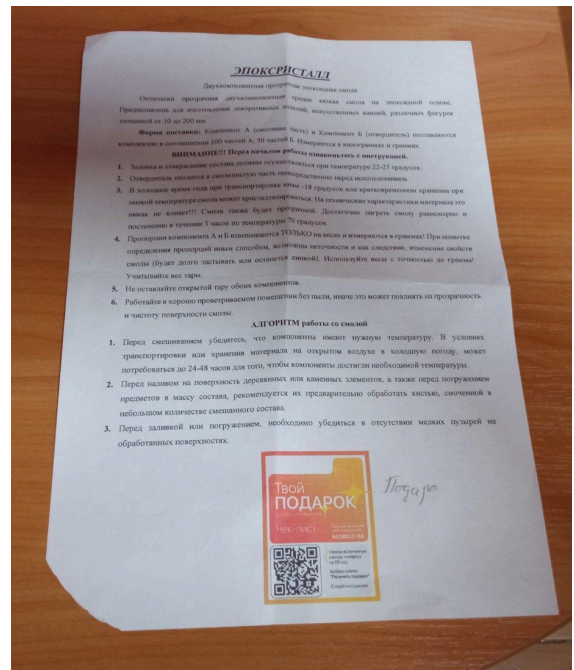 ЭПОКСРИСТАЛЛ
Двухкомпонентная прозрачная эпоксидная смола.
Оптически прозрачная двухкомпонентная средне вязкая смола на эпоксидной основе.
Предназначена для изготовления декоративных изделий, искусственных камней, различных фигурок
толщиной от 10 до 200 мм.
Форма поставки: Компонент А (смоляная часть) и Компонент Б (отвердитель) поставляются
комплектно в соотношении 100 частей А; 50 частей Б. Измеряется в килограммах и граммах.
ВНИМАНИЕ!!! Перед началом работы ознакомьтесь с инструкцией.
1. Заливка и отверждение состава должны осуществляться при температуре 22-25 градусов.
2. Отвердитель вводится в смолянистую часть непосредственно перед использованием.
3. В холодное время года при транспортировке ниже -18 градусов или кратковременном хранении при
низкой температуре смола может кристаллизироваться. На технические характеристики материала это
никак не влияет!!! Смола также будет прозрачной. Достаточно нагреть смолу равномерно и
постепенно в течении 3 часов по температуры 70 градусов.
4. Пропорции компонента А и Б взвешиваются ТОЛЬКО на весах и измеряются в граммах! При попытке
определения пропорций иным способом, возможны неточности и как следствие, изменение свойств
смолы (будет долго застывать или останется липкой). Используйте весы с точностью до грамма!
Учитывайте вес тары.
5. Не оставляйте открытой тару обоих компонентов.
6. Работайте в хорошо проветриваемом помещении без пыли, иначе это может повлиять на прозрачность
и чистоту поверхности смолы.
АЛГОРИТМ работы со смолой
1. Перед смешиванием убедитесь, что компоненты имеют нужную температуру. В условиях
транспортировки или хранения материала на открытом воздухе в холодную погоду, может
потребоваться до 24-48 часов для того, чтобы компоненты достигли необходимой температуры.
2. Перед наливом на поверхность деревянных или каменных элементов, а также перед погружением
предметов в массу состава, рекомендуется их предварительно обработать кистью, смоченной в
небольшом количестве смешанного состава.
3. Перед заливкой или погружением, необходимо убедиться в отсутствии мелких пузырей на
обработанных поверхностях.
Твой
ПОДАРОК
Чек-лист
Подаро
"Получить подарок"